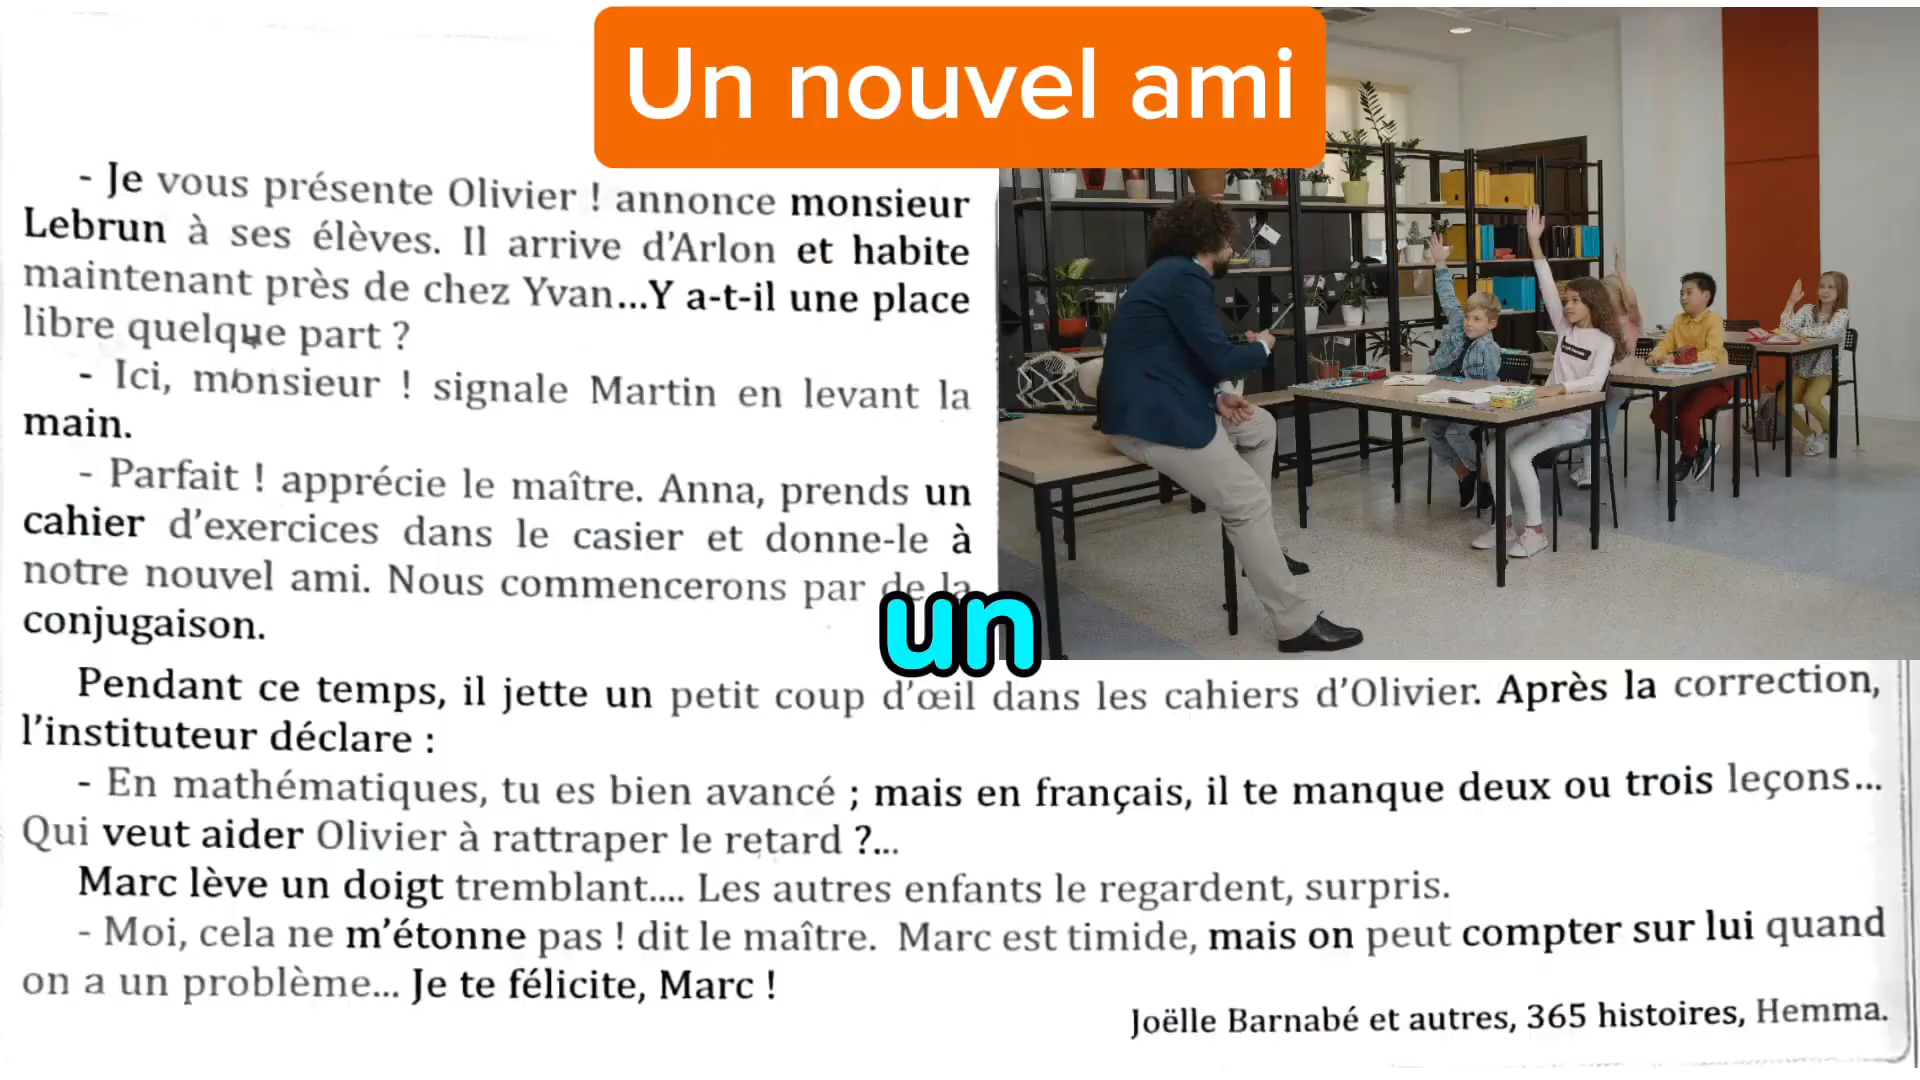 Un nouvel ami
- Je vous présente Olivier ! annonce monsieur
Lebrun à ses élèves. Il arrive d'Arlon et habite
maintenant près de chez Yvan...Y a-t-il une place
libre quelque part ?
- Ici, monsieur ! signale Martin en levant la
main.
- Parfait ! apprécie le maître. Anna, prends un
cahier d'exercices dans le casier et donne-le à
notre nouvel ami. Nous commencerons par de la
conjugaison.
un
Pendant ce temps, il jette un petit coup d'œil dans les cahiers d'Olivier. Après la correction,
l'instituteur déclare :
- En mathématiques, tu es bien avancé ; mais en français, il te manque deux ou trois leçons...
Qui veut aider Olivier à rattraper le retard ?...
Marc lève un doigt tremblant.... Les autres enfants le regardent, surpris.
- Moi, cela ne m'étonne pas ! dit le maître. Marc est timide, mais on peut compter sur lui quand
on a un problème... Je te félicite, Marc !
Joëlle Barnabé et autres, 365 histoires, Hemma.